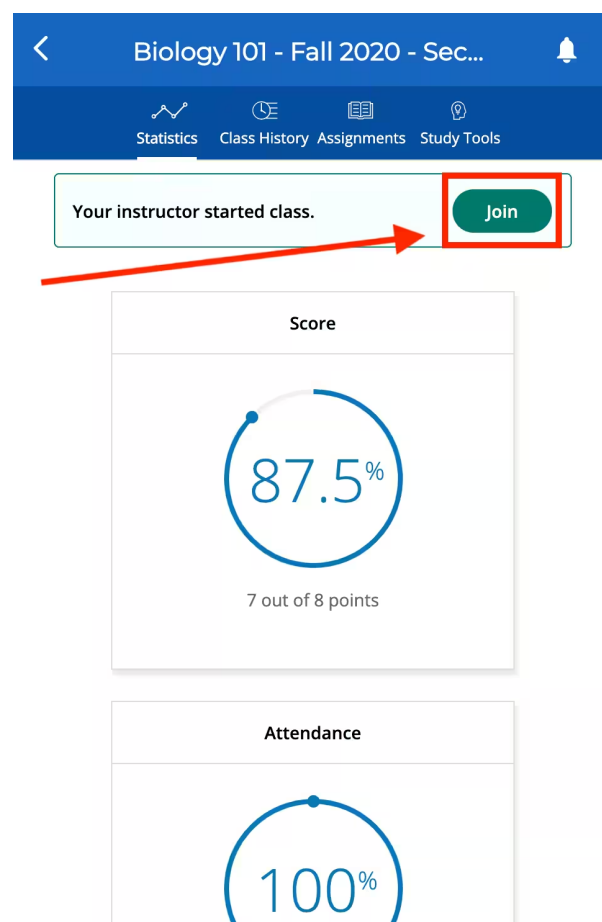 Biology 101 - Fall 2020 - Sec...
Statistics Class History Assignments Study Tools
Your instructor started class. Join
Score
87.5%
7 out of 8 points
Attendance
100%